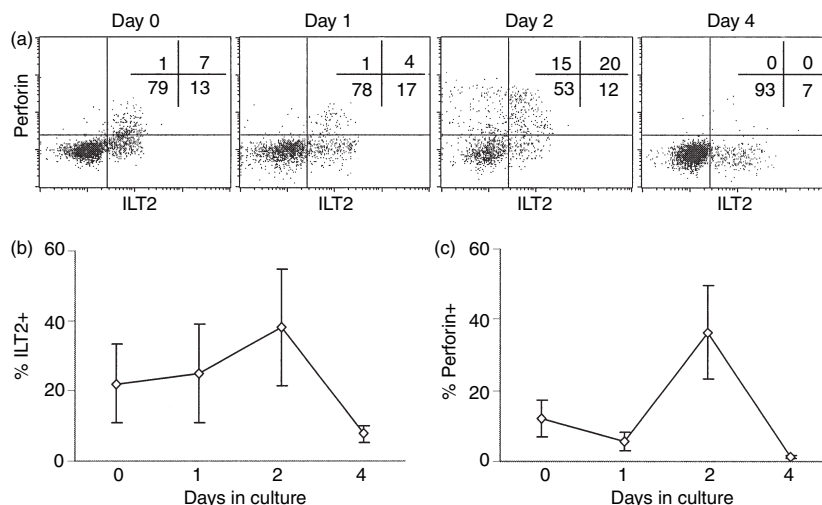 Day 0 Day 1 Day 2 Day 4
(a)
1 7 1 4 15 20 0 0
79 13 78 17 53 12 93 7
Perforin
ILT2 ILT2 ILT2 ILT2
(b) 60
40
20
0
% ILT2+
0 1 2 4
Days in culture
(c) 60
40
20
0
% Perforin+
0 1 2 4
Days in culture